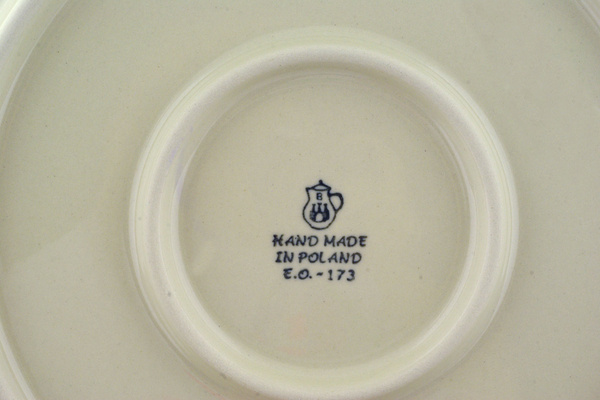 B
HAND MADE
IN POLAND
E.O.-173